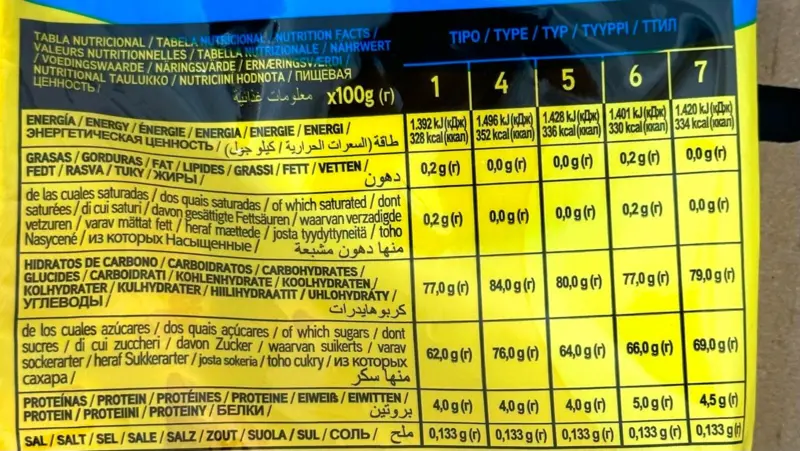 TABLA NUTRICIONAL / TABELA NUTRICIONAL / NUTRITION FACTS /
VALEURS NUTRITIONNELLES / TABELLA NUTRIZIONALE / NÄHRWERT
/ VOEDINGSWAARDE / NÄRINGSVÄRDE / ERNÆRINGSVÆRDI /
NUTRITIONAL TAULUKKO / NUTRICIINI HODNOTA / ПИЩЕВАЯ
ЦЕННОСТЬ /
معلومات غذائية x100g (г)
TIPO / TYPE / TYP / TYYPPI / ТТИЛ
1 4 5 6 7
ENERGÍA / ENERGY / ÉNERGIE / ENERGIA / ENERGIE / ENERGI /
ЭНЕРГЕТИЧЕСКАЯ ЦЕННОСТЬ / طاقة (السعرات الحرارية / كيلو جول)
1.392 kJ (кДж) 1.496 kJ (кДж) 1.428 kJ (кДж) 1.401 kJ (кДж) 1.420 kJ (кДж)
328 kcal (ккал) 352 kcal (ккал) 336 kcal (ккал) 330 kcal (ккал) 334 kcal (ккал)
GRASAS / GORDURAS / FAT / LIPIDES / GRASSI / FETT / VETTEN /
FEDT / RASVA / TUKY / ЖИРЫ / دهون
0,2 g (г) 0,0 g (г) 0,0 g (г) 0,2 g (г) 0,0 g (г)
de las cuales saturadas / dos quais saturadas / of which saturated / dont
saturées / di cui saturi / davon gesättigte Fettsäuren / waarvan verzadigde
vetzuren / varav mättat fett / heraf mættede / josta tyydyttyneitä / toho
Nasycené / из которых Насыщенные / منها دهون مشبعة
0,2 g (г) 0,0 g (г) 0,0 g (г) 0,2 g (г) 0,0 g (г)
HIDRATOS DE CARBONO / CARBOIDRATOS / CARBOHYDRATES /
GLUCIDES / CARBOIDRATI / KOHLENHYDRATE / KOOLHYDRATEN /
KOLHYDRATER / KULHYDRATER / HIILIHYDRAATIT / UHLOHYDRÁTY /
УГЛЕВОДЫ / كربوهايدرات
77,0 g (г) 84,0 g (г) 80,0 g (г) 77,0 g (г) 79,0 g (г)
de los cuales azúcares / dos quais açúcares / of which sugars / dont
sucres / di cui zuccheri / davon Zucker / waarvan suikerts / varav
sockerarter / heraf Sukkerarter / josta sokeria / toho cukry / из которых
сахара / منها سكر
62,0 g (г) 76,0 g (г) 64,0 g (г) 66,0 g (г) 69,0 g (г)
PROTEÍNAS / PROTEIN / PROTÉINES / PROTEINE / EIWEIß / EIWITTEN /
PROTEIN / PROTEIINI / PROTEINY / БЕЛКИ / بروتين
4,0 g (г) 4,0 g (г) 4,0 g (г) 5,0 g (г) 4,5 g (г)
SAL / SALT / SEL / SALE / SALZ / ZOUT / SUOLA / SUL / СОЛЬ / ملح
0,133 g (г) 0,133 g (г) 0,133 g (г) 0,133 g (г) 0,133 g (г)